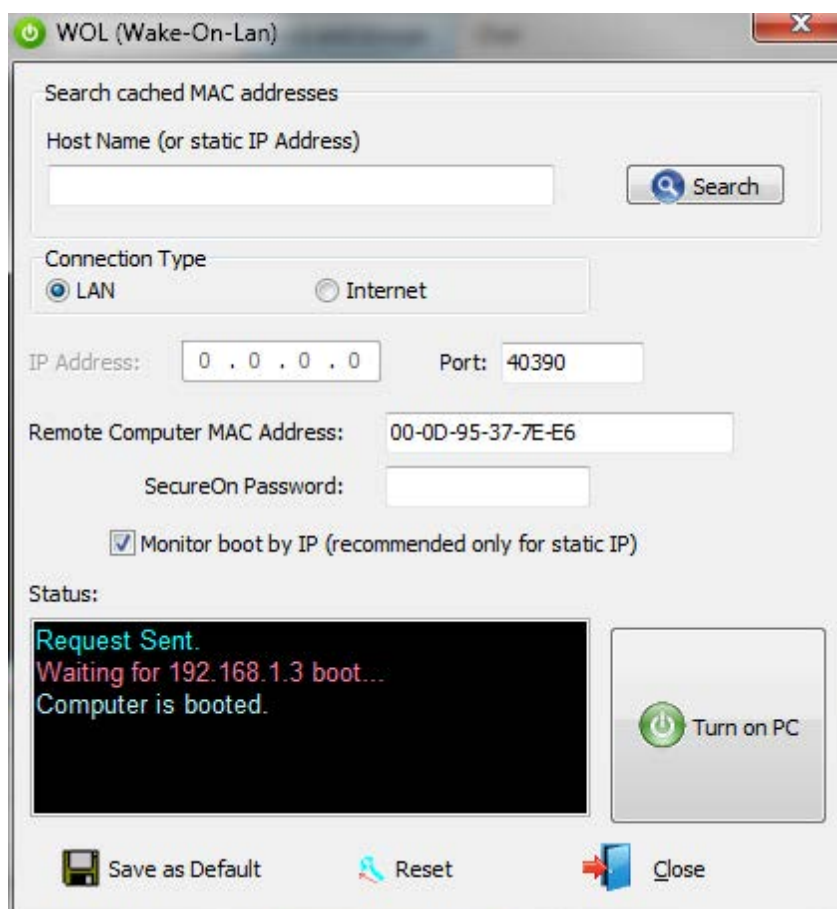 WOL (Wake-On-Lan)
X
Search cached MAC addresses
Host Name (or static IP Address)
Search
Connection Type
LAN Internet
IP Address: 0 . 0 . 0 . 0 Port: 40390
Remote Computer MAC Address: 00-0D-95-37-7E-E6
SecureOn Password:
Monitor boot by IP (recommended only for static IP)
Status:
Request Sent.
Waiting for 192.168.1.3 boot...
Computer is booted.
Turn on PC
Save as Default Reset Close